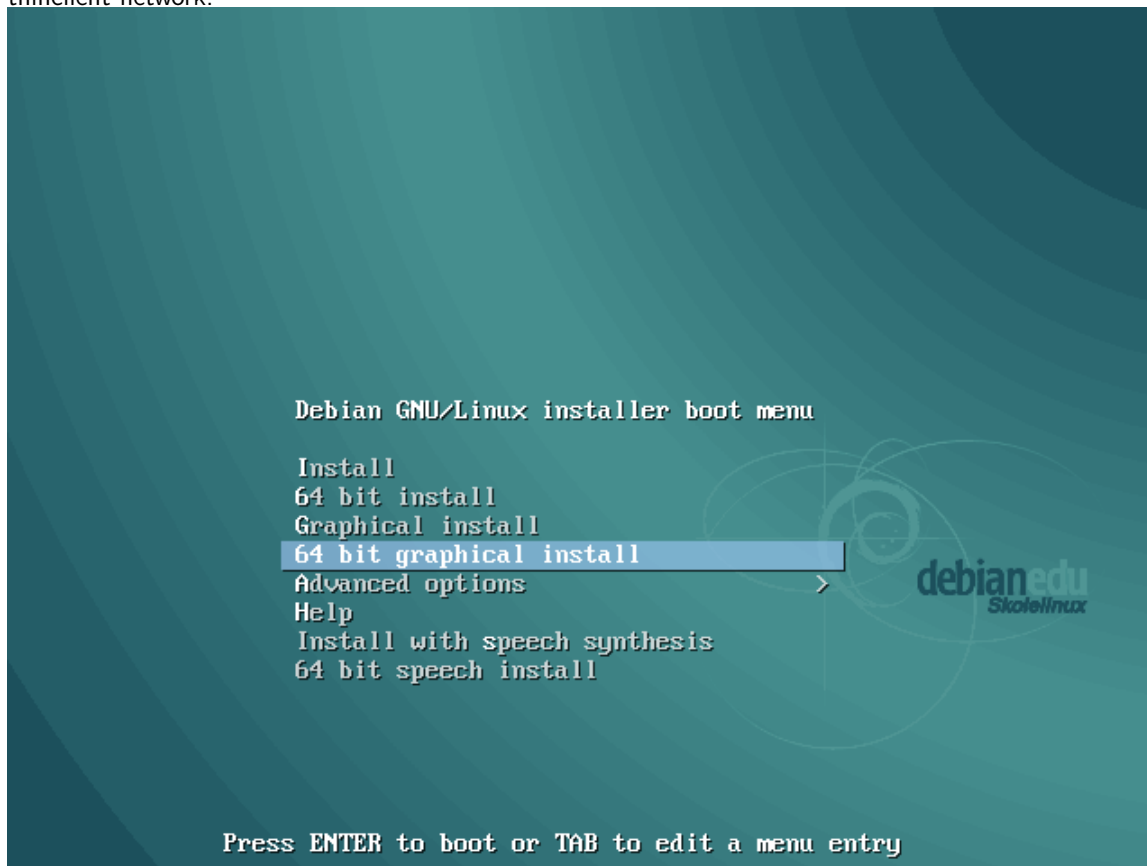 thinclient network.
Debian GNU/Linux installer boot menu
Install
64 bit install
Graphical install
64 bit graphical install
Advanced options >
Help
Install with speech synthesis
64 bit speech install
debianedu
Skolelinux
Press ENTER to boot or TAB to edit a menu entry